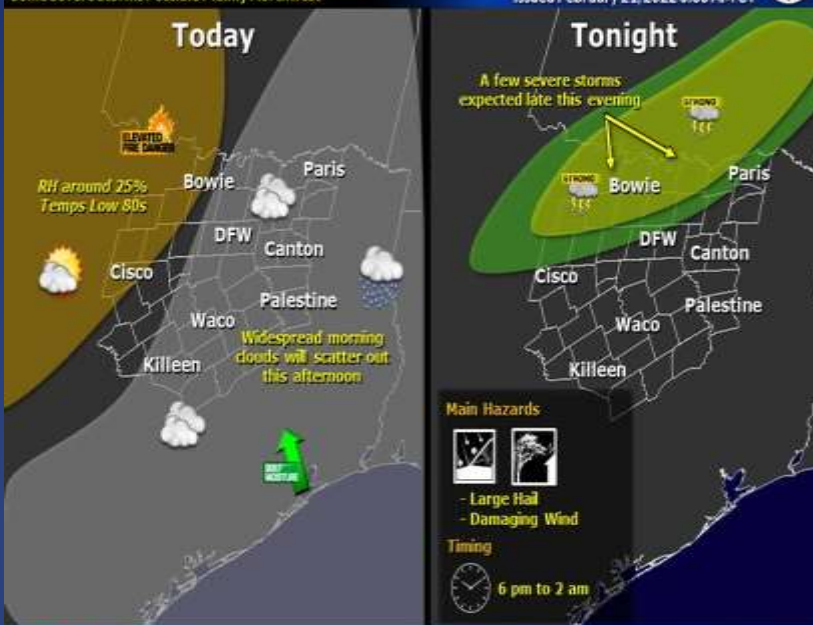 Today
ELEVATED
FIRE DANGER
RH around 25%
Temps Low 80s
Bowie
Paris
DFW
Canton
Cisco
Palestine
Waco
Widespread morning
clouds will scatter out
this afternoon
Killeen
GULF
MOISTURE
Tonight
A few severe storms
expected late this evening
STRONG
STRONG
Bowie
Paris
DFW
Canton
Cisco
Palestine
Waco
Killeen
Main Hazards
- Large Hail
- Damaging Wind
Timing
6 pm to 2 am